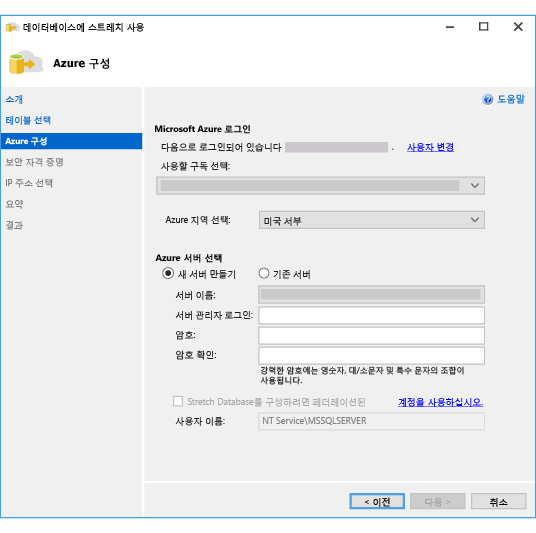 데이터베이스에 스트레치 사용
Azure 구성
소개
테이블 선택
Azure 구성
보안 자격 증명
IP 주소 선택
요약
결과
도움말
Microsoft Azure 로그인
다음으로 로그인되어 있습니다 . 사용자 변경
사용할 구독 선택:
Azure 지역 선택: 미국 서부
Azure 서버 선택
새 서버 만들기 기존 서버
서버 이름:
서버 관리자 로그인:
암호:
암호 확인:
강력한 암호에는 영숫자, 대/소문자 및 특수 문자의 조합이
사용됩니다.
Stretch Database를 구성하려면 페더레이션된 계정을 사용하십시오.
사용자 이름: NT Service\MSSQLSERVER
< 이전 다음 > 취소